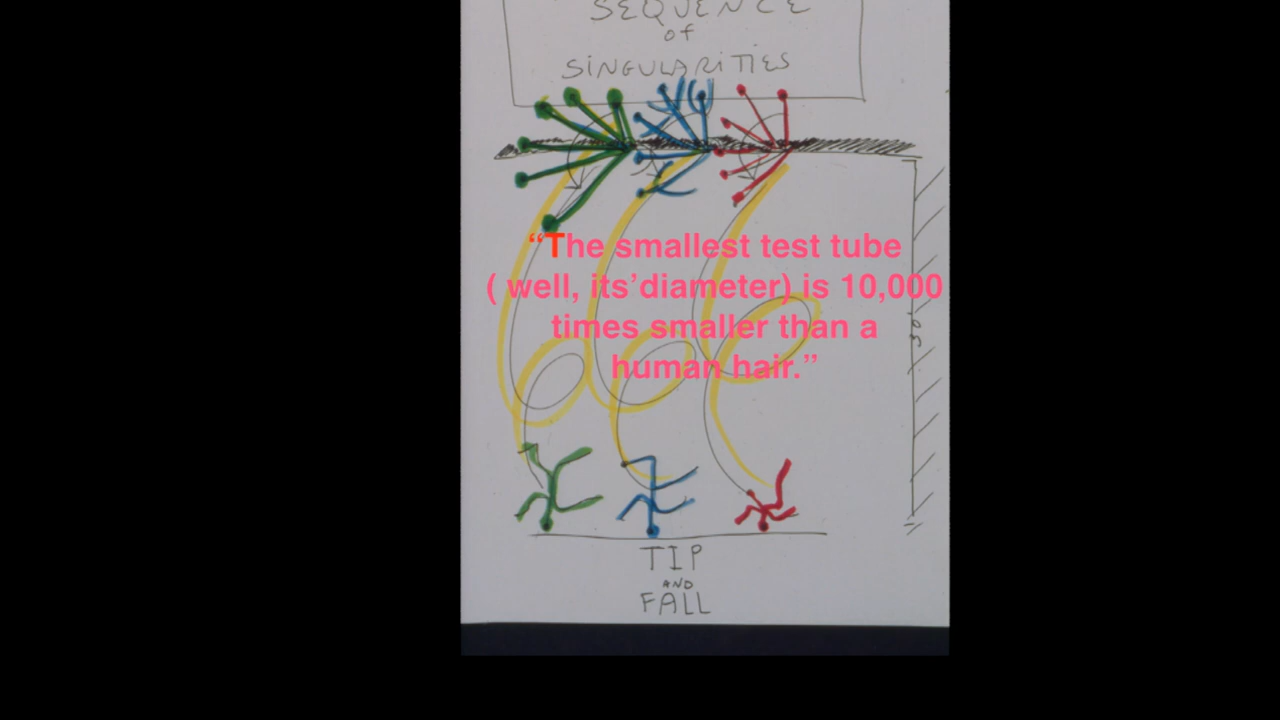 SEQUENCE
of
SINGULARITIES
“The smallest test tube
( well, its’diameter) is 10,000
times smaller than a
human hair.”
TIP
AND
FALL